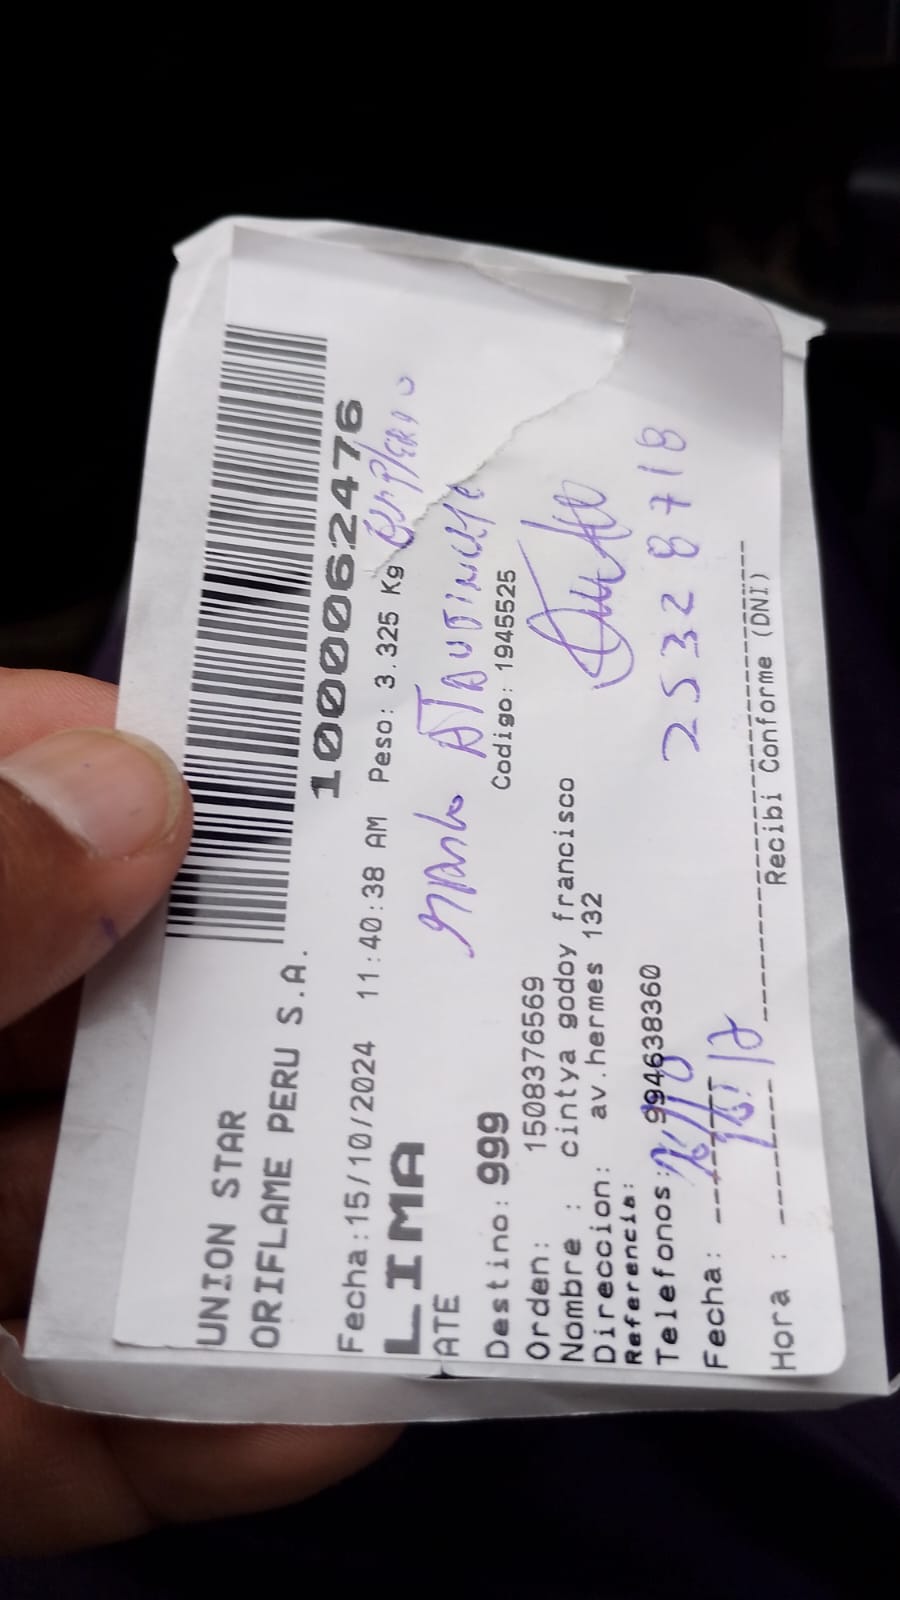 UNION STAR
ORIFLAME PERU S.A.
1000062476
Fecha:15/10/2024 11:40:38 AM Peso: 3.325 Kg
LIMA
ATE
Destino: 999 Codigo: 1945525
Orden: 1508376569
Nombre : cintya godoy francisco
Direccion: av.hermes 132
Referencia:
Telefonos: 994638360
25328718
Fecha:
Hora :
Recibi Conforme (DNI)